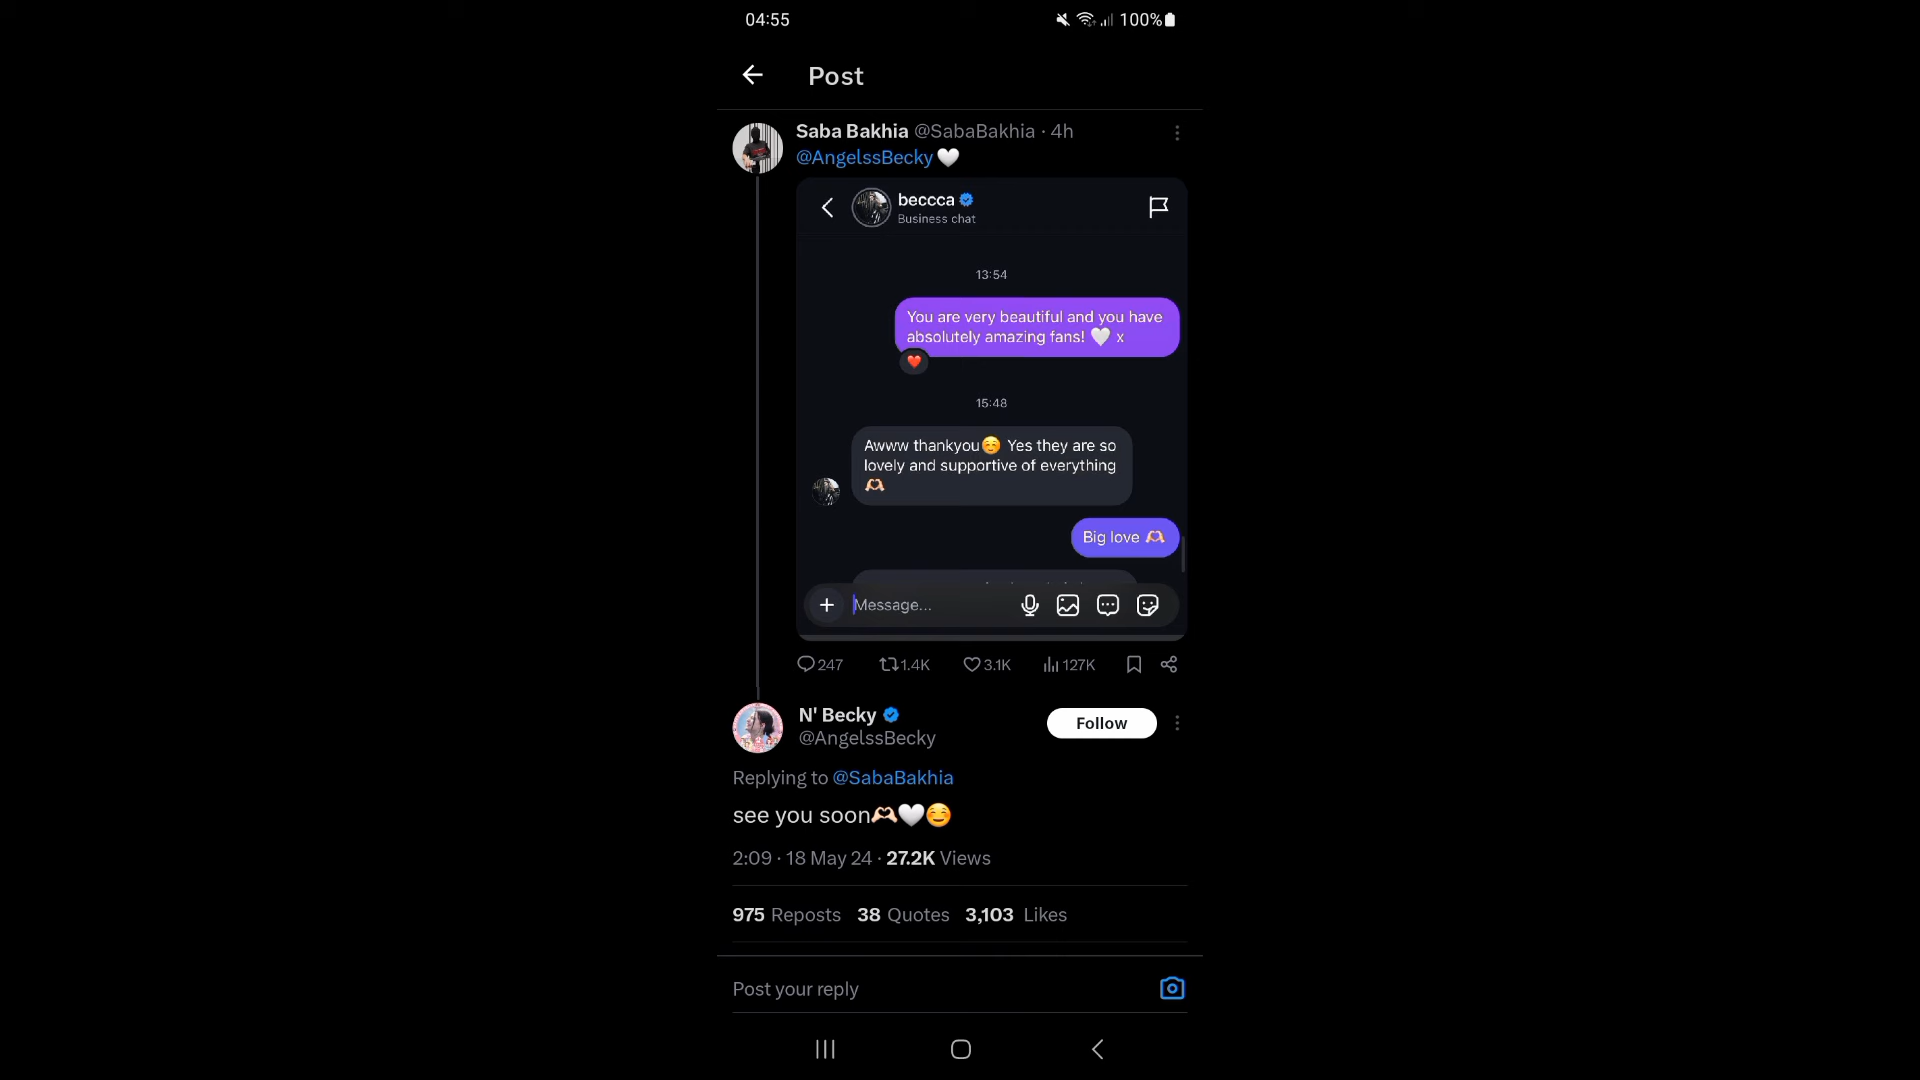 04:55 100%
Post
Saba Bakhia @SabaBakhia · 4h
@AngelssBecky🤍
beccca
Business chat
13:54
You are very beautiful and you have
absolutely amazing fans! 🤍 x
❤️
15:48
Awww thankyou☺️ Yes they are so
lovely and supportive of everything
🫶🏻
Big love 🫶🏻
Message...
247 1.4K 3.1K 127K
N' Becky
Follow
@AngelssBecky
Replying to @SabaBakhia
see you soon🫶🏻🤍☺️
2:09 · 18 May 24 · 27.2K Views
975 Reposts 38 Quotes 3,103 Likes
Post your reply